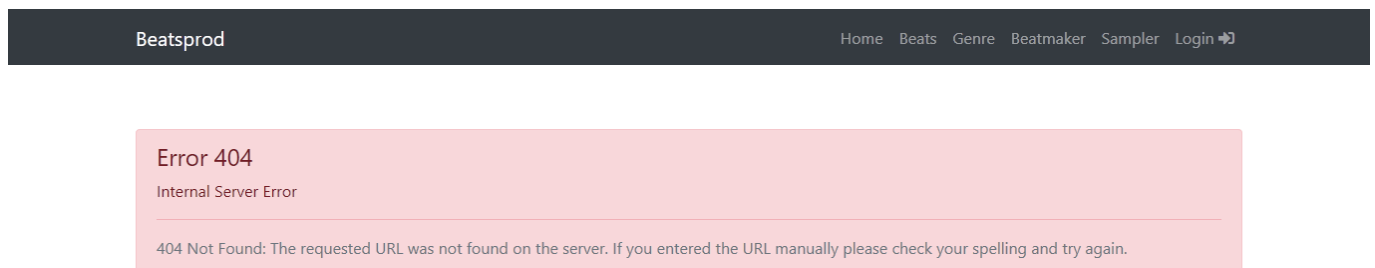 Beatsprod Home Beats Genre Beatmaker Sampler Login
Error 404
Internal Server Error
404 Not Found: The requested URL was not found on the server. If you entered the URL manually please check your spelling and try again.